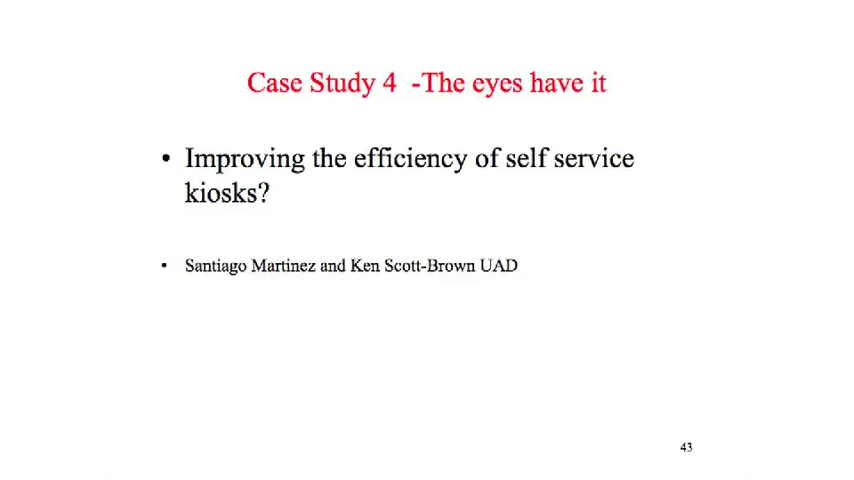 Case Study 4 -The eyes have it
• Improving the efficiency of self service
kiosks?
• Santiago Martinez and Ken Scott-Brown UAD
43